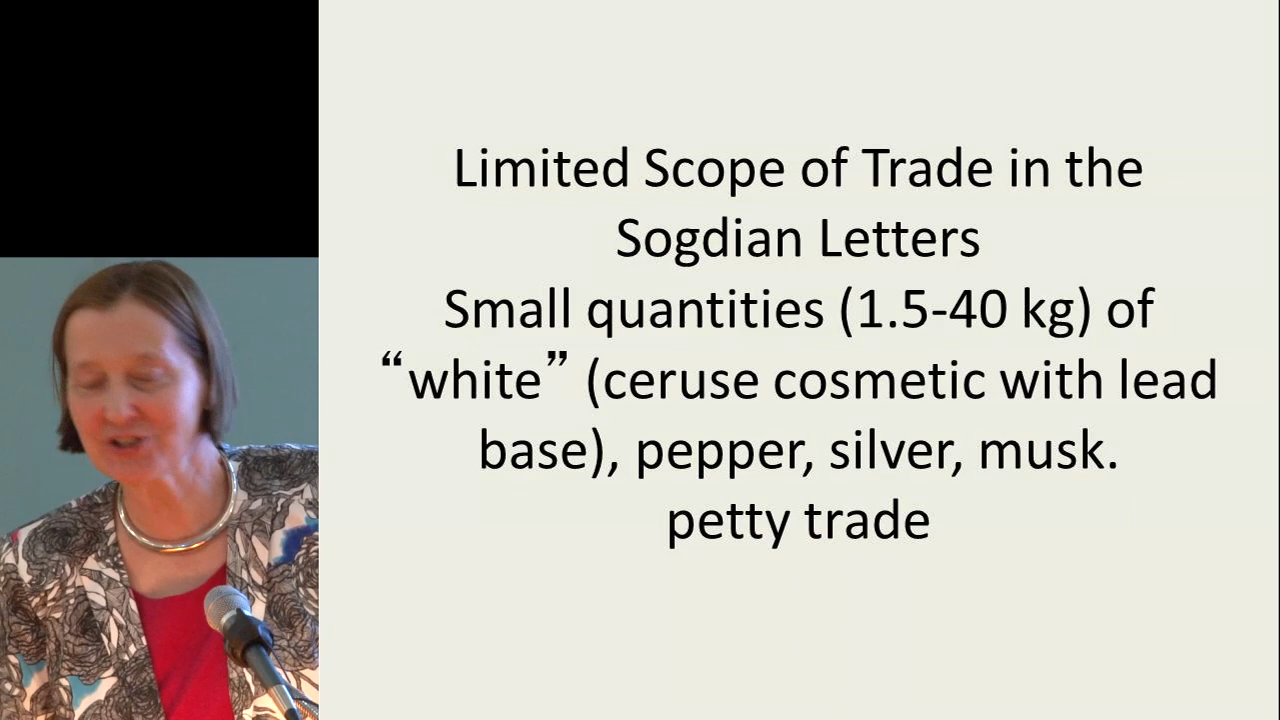 Limited Scope of Trade in the
Sogdian Letters
Small quantities (1.5-40 kg) of
“white” (ceruse cosmetic with lead
base), pepper, silver, musk.
petty trade